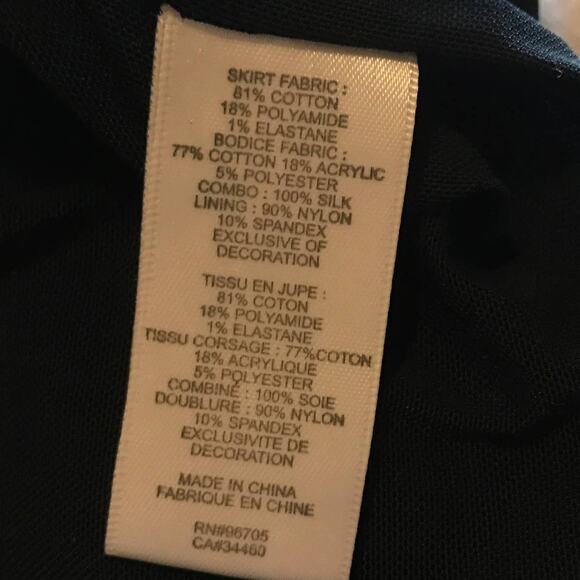 SKIRT FABRIC :
81% COTTON
18% POLYAMIDE
1% ELASTANE
BODICE FABRIC :
77% COTTON 18% ACRYLIC
5% POLYESTER
COMBO : 100% SILK
LINING : 90% NYLON
10% SPANDEX
EXCLUSIVE OF
DECORATION
TISSU EN JUPE :
81% COTON
18% POLYAMIDE
1% ELASTANE
TISSU CORSAGE : 77%COTON
18% ACRYLIQUE
5% POLYESTER
COMBINÉ : 100% SOIE
DOUBLURE : 90% NYLON
10% SPANDEX
EXCLUSIVITE DE
DECORATION
MADE IN CHINA
FABRIQUE EN CHINE
RN#96705
CA#34460